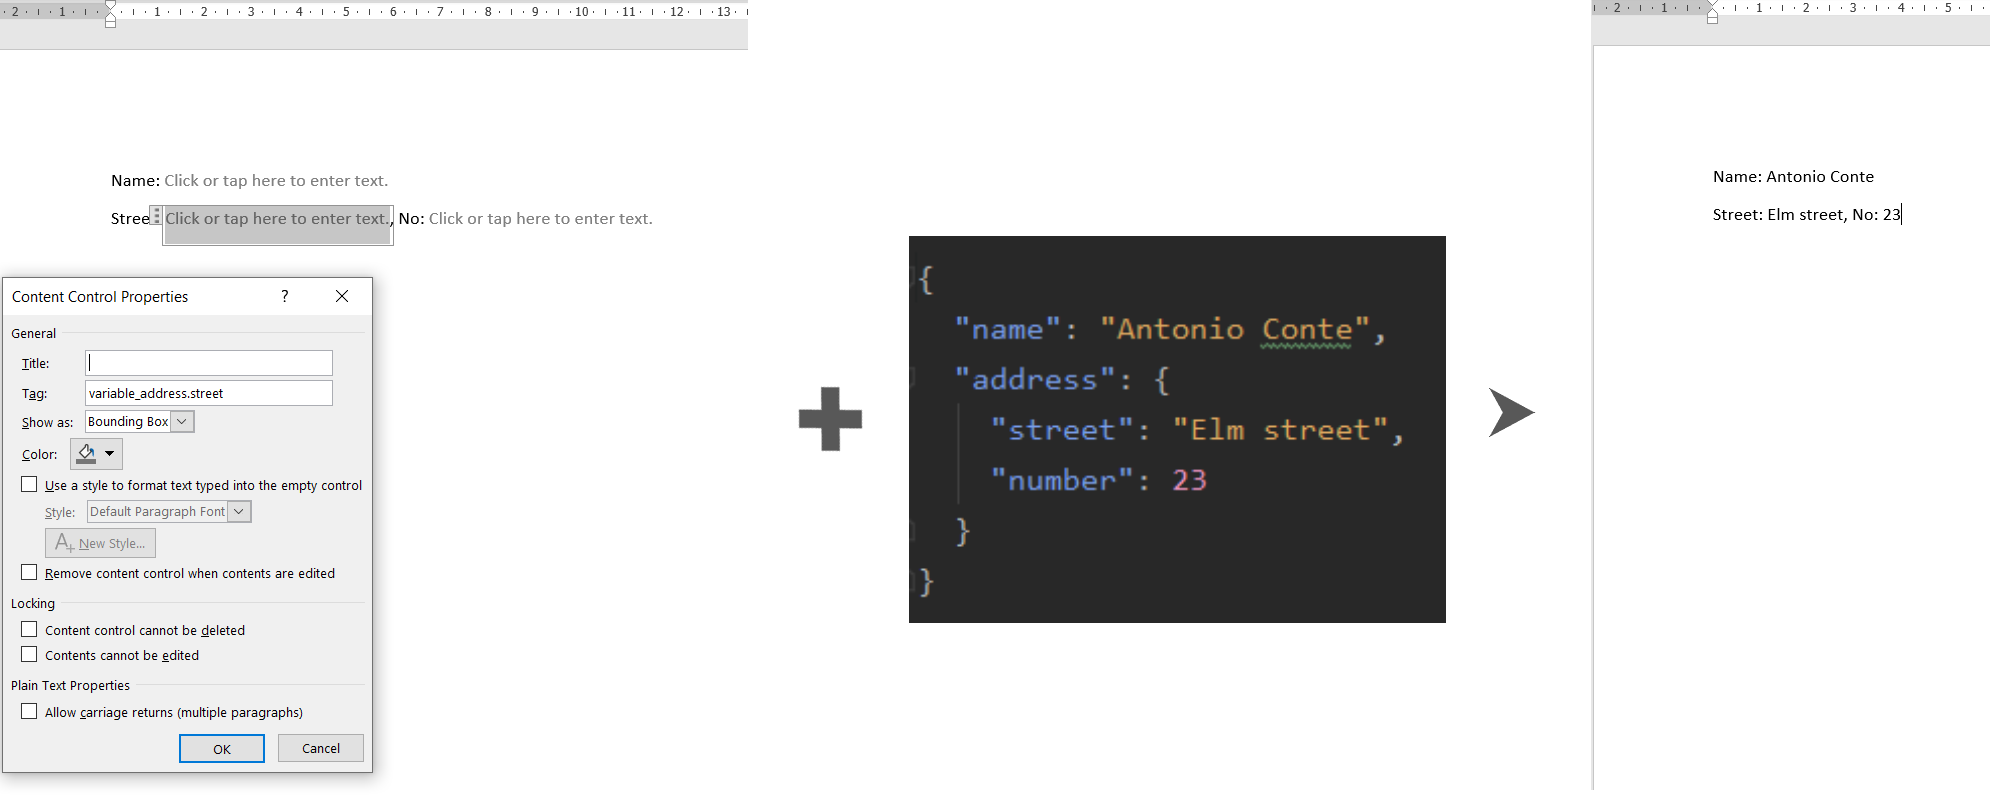 2 1 1 2 3 4 5 6 7 8 9 10 11 12 13
Name: Click or tap here to enter text.
Stree Click or tap here to enter text., No: Click or tap here to enter text.
Content Control Properties ?
General
Title:
Tag: variable_address.street
Show as: Bounding Box
Color:
Use a style to format text typed into the empty control
Style: Default Paragraph Font
A+ New Style...
Remove content control when contents are edited
Locking
Content control cannot be deleted
Contents cannot be edited
Plain Text Properties
Allow carriage returns (multiple paragraphs)
OK Cancel
{
"name": "Antonio Conte",
"address": {
"street": "Elm street",
"number": 23
}
}
2 1 1 2 3 4 5
Name: Antonio Conte
Street: Elm street, No: 23